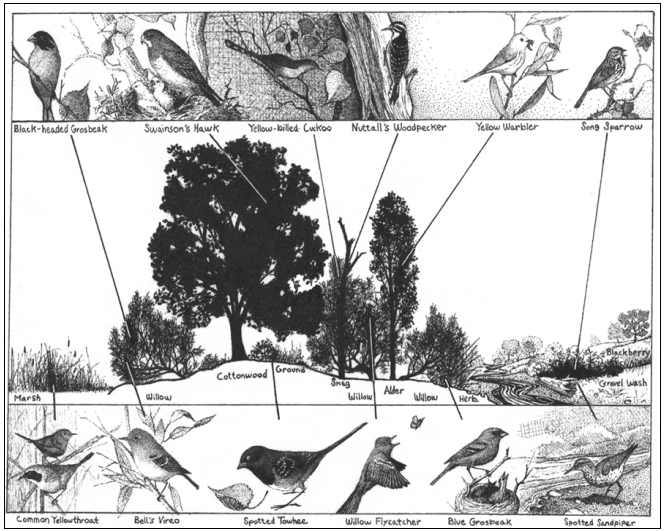 Black-headed Grosbeak Swainson's Hawk Yellow-billed Cuckoo Nuttall's Woodpecker Yellow Warbler Song Sparrow
Blackberry
Cottonwood Ground
Snag Gravel Wash
Marsh Willow Willow Alder Willow Herb.
Common Yellowthroat Bell's Vireo Spotted Towhee Willow Flycatcher Blue Grosbeak Spotted Sandpiper